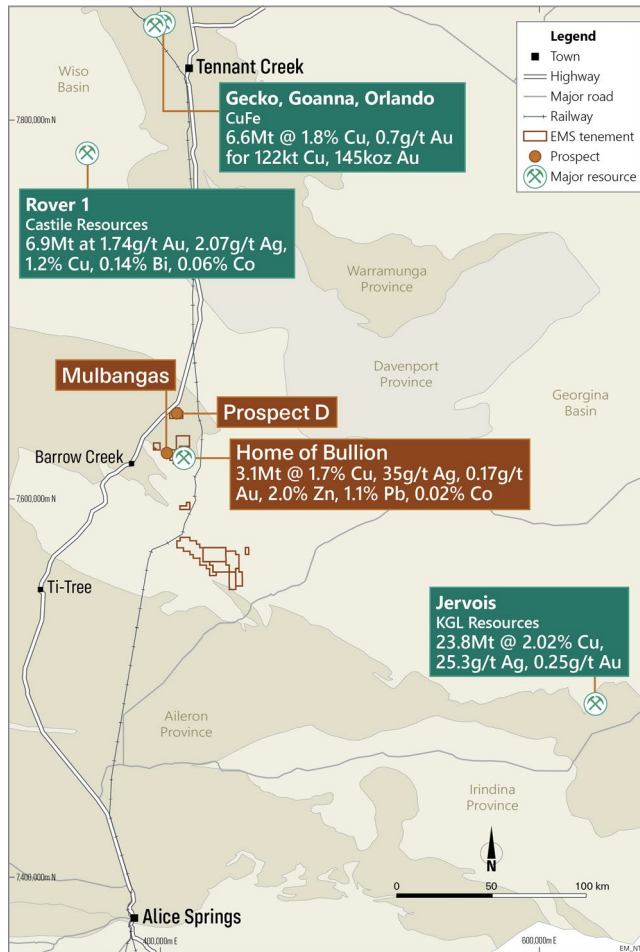 Legend
Town
Highway
Major road
Railway
EMS tenement
Prospect
Major resource
Wiso
Basin
Tennant Creek
7,800,000m N
Gecko, Goanna, Orlando
CuFe
6.6Mt @ 1.8% Cu, 0.7g/t Au
for 122kt Cu, 145koz Au
Rover 1
Castile Resources
6.9Mt at 1.74g/t Au, 2.07g/t Ag,
1.2% Cu, 0.14% Bi, 0.06% Co
Warramunga
Province
Davenport
Province
Georgina
Basin
Mulbangas
Prospect D
Barrow Creek
Home of Bullion
3.1Mt @ 1.7% Cu, 35g/t Ag, 0.17g/t
Au, 2.0% Zn, 1.1% Pb, 0.02% Co
7,600,000m N
Ti-Tree
Jervois
KGL Resources
23.8Mt @ 2.02% Cu,
25.3g/t Ag, 0.25g/t Au
Aileron
Province
Irindina
Province
N
0 50 100 km
7,400,000m N
Alice Springs
400,000m E
600,000m E